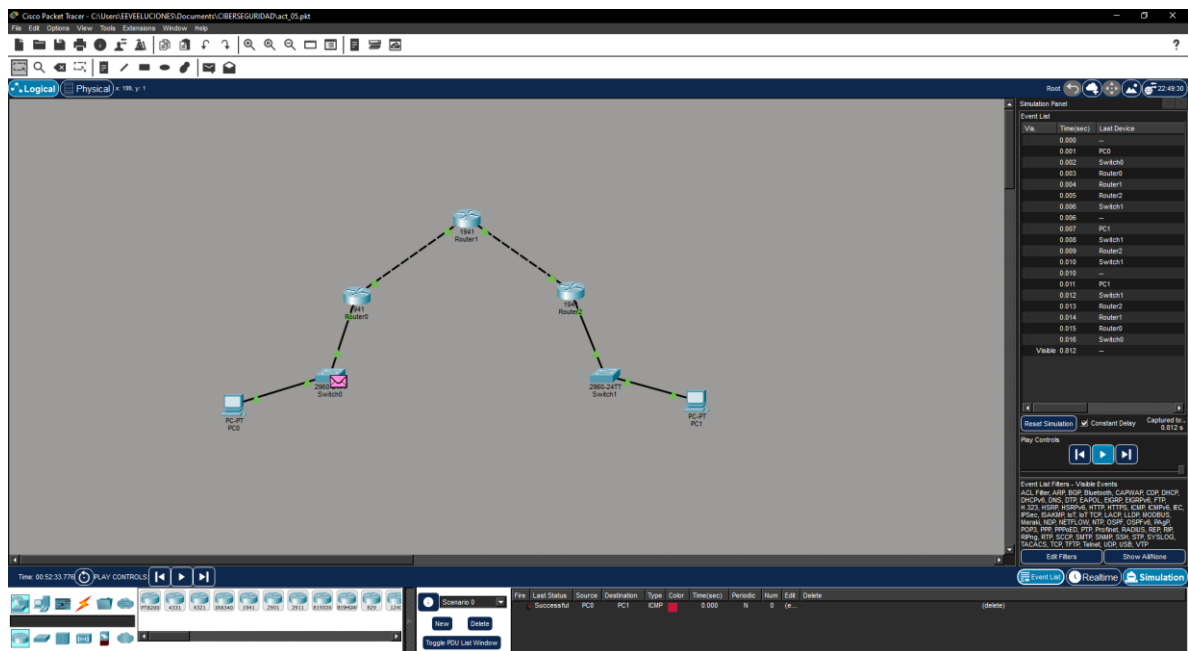 Cisco Packet Tracer - C:\Users\EEVEELUCIONES\Documents\CIBERSEGURIDAD\act_05.pkt
File Edit Options View Tools Extensions Window Help
?
Logical Physical x: 199, y: 1 Root 22:49:30
Simulation Panel
Event List
Vis. Time(sec) Last Device
0.000 --
0.001 PC0
0.002 Switch0
0.003 Router0
0.004 Router1
0.005 Router2
0.006 Switch1
0.006 --
0.007 PC1
0.008 Switch1
0.009 Router2
0.010 Switch1
0.010 --
0.011 PC1
0.012 Switch1
0.013 Router2
0.014 Router1
0.015 Router0
0.016 Switch0
Visible 0.812 --
1941
Router1
1941
Router0
Router2
Switch0
2960-24TT
Switch1
PC-PT
PC0
PC-PT
PC1
Reset Simulation Constant Delay Captured to:
0.812 s
Play Controls
Event List Filters - Visible Events
ACL Filter, ARP, BGP, Bluetooth, CAPWAP, CDP, DHCP,
DHCPv6, DNS, DTP, EAPOL, EIGRP, EIGRPv6, FTP,
H.323, HSRP, HSRPv6, HTTP, HTTPS, ICMP, ICMPv6, IEC,
IPSec, ISAKMP, IoT, IoT TCP, LACP, LLDP, MODBUS,
Meraki, NDP, NETFLOW, NTP, OSPF, OSPFv6, PAgP,
POP3, PPP, PPPoED, PTP, Profinet, RADIUS, REP, RIP,
RIPng, RTP, SCCP, SMTP, SNMP, SSH, STP, SYSLOG,
TACACS, TCP, TFTP, Telnet, UDP, USB, VTP
Edit Filters Show All/None
Time: 00:52:33.776 PLAY CONTROLS: Event List Realtime Simulation
PT8200 4331 4321 IR8340 1941 2901 2911 819IOX 819HGW 829 1240
Scenario 0
New Delete
Toggle PDU List Window
Fire Last Status Source Destination Type Color Time(sec) Periodic Num Edit Delete
Successful PC0 PC1 ICMP 0.000 N 0 (e... (delete)